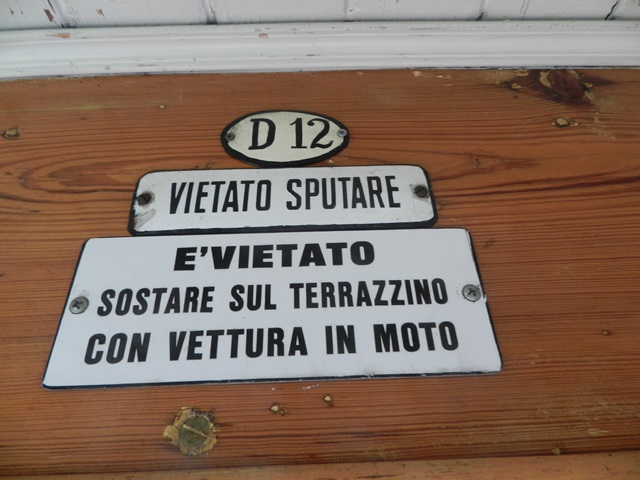 D 12
VIETATO SPUTARE
E'VIETATO
SOSTARE SUL TERRAZZINO
CON VETTURA IN MOTO